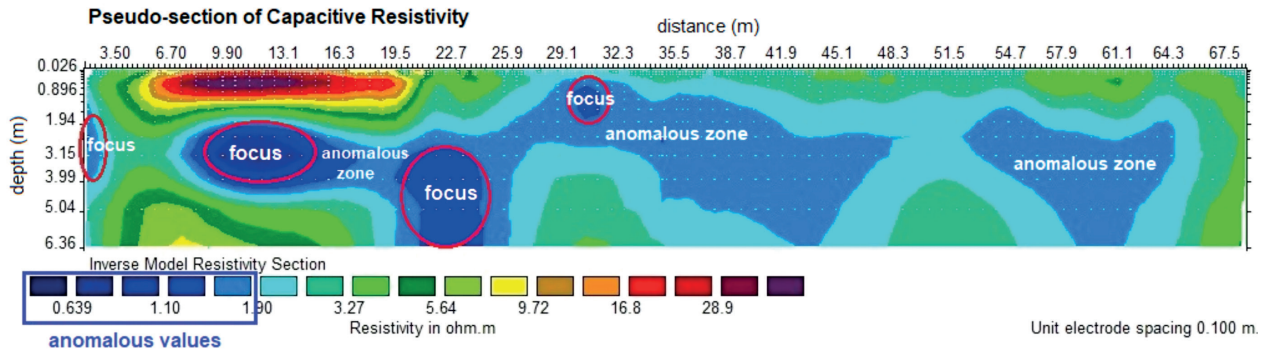 Pseudo-section of Capacitive Resistivity
distance (m)
3.50 6.70 9.90 13.1 16.3 19.5 22.7 25.9 29.1 32.3 35.5 38.7 41.9 45.1 48.3 51.5 54.7 57.9 61.1 64.3 67.5
depth (m)
0.026
0.896
1.94
3.15
3.99
5.04
6.36
focus
focus
anomalous
zone
focus
focus
anomalous zone
anomalous zone
Inverse Model Resistivity Section
0.639 1.10 1.90 3.27 5.64 9.72 16.8 28.9
Resistivity in ohm.m
Unit electrode spacing 0.100 m.
anomalous values